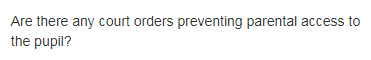 Are there any court orders preventing parental access to
the pupil?